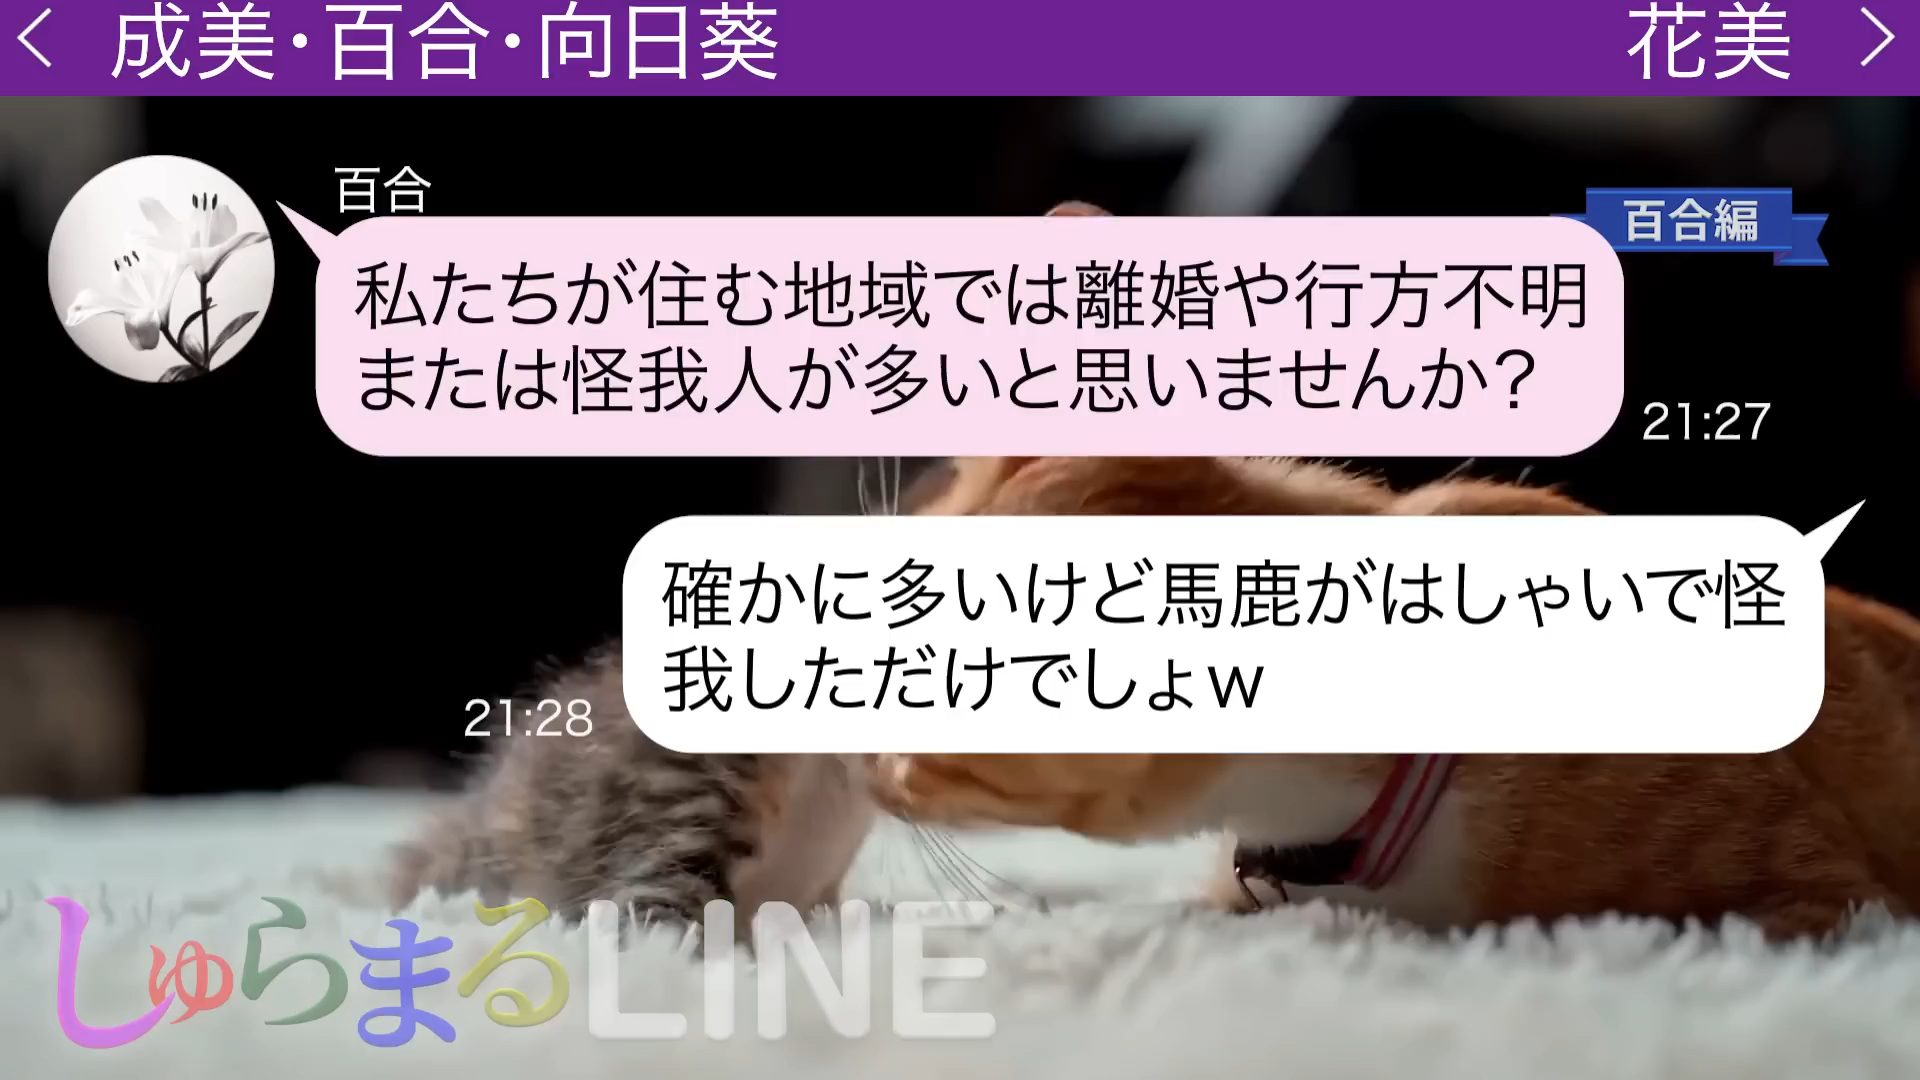 成美・百合・向日葵
花美
百合
百合編
私たちが住む地域では離婚や行方不明
または怪我人が多いと思いませんか？
21:27
確かに多いけど馬鹿がはしゃいで怪
我しただけでしょw
21:28
しゅらまるLINE